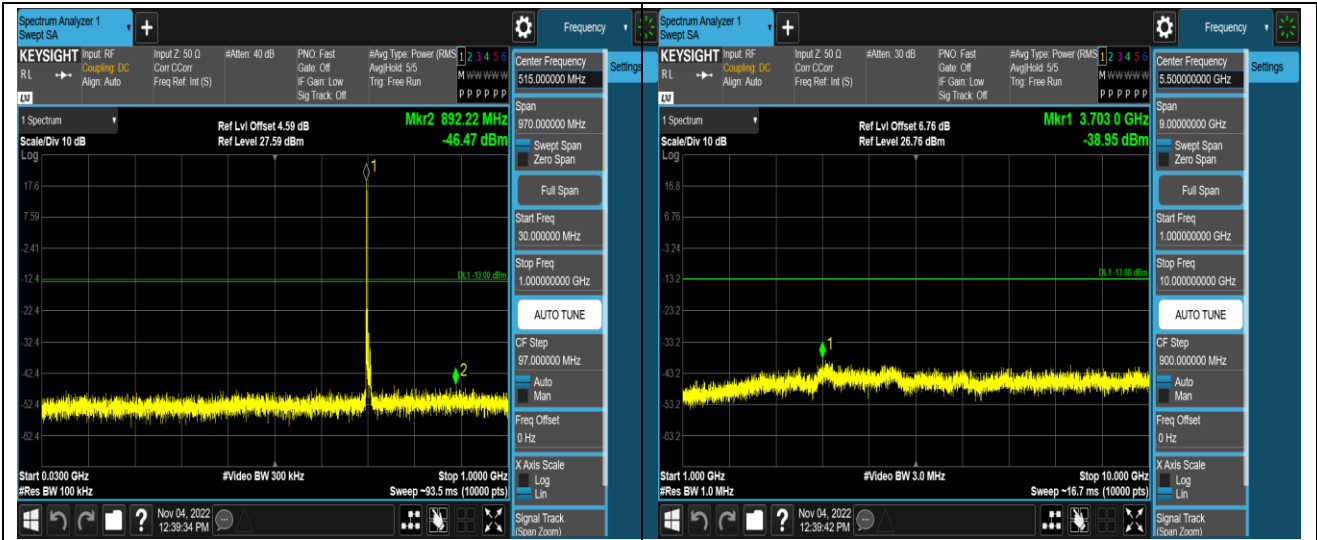 Spectrum Analyzer 1
Swept SA
+
Frequency
KEYSIGHT Input: RF
Coupling: DC
Align: Auto
Input Z: 50 Ω
Corr CCorr
Freq Ref: Int (S)
#Atten: 40 dB
PNO: Fast
Gate: Off
IF Gain: Low
Sig Track: Off
#Avg Type: Power (RMS
Avg|Hold: 5/5
Trig: Free Run
1 2 3 4 5 6
M W W W W W
P P P P P P
R L
LXI
Center Frequency
515.000000 MHz
Settings
Span
970.000000 MHz
Swept Span
Zero Span
Full Span
Start Freq
30.000000 MHz
Stop Freq
1.000000000 GHz
AUTO TUNE
CF Step
97.000000 MHz
Auto
Man
Freq Offset
0 Hz
X Axis Scale
Log
Lin
Signal Track
(Span Zoom)
1 Spectrum
Scale/Div 10 dB
Log
Ref Lvl Offset 4.59 dB
Ref Level 27.59 dBm
Mkr2 892.22 MHz
-46.47 dBm
1
17.6
7.59
-2.41
DL1 -13.00 dBm
-12.4
-22.4
-32.4
-42.4
2
-52.4
-62.4
Start 0.0300 GHz
#Res BW 100 kHz
#Video BW 300 kHz
Stop 1.0000 GHz
Sweep ~93.5 ms (10000 pts)
?
Nov 04, 2022
12:39:34 PM
Spectrum Analyzer 1
Swept SA
+
Frequency
KEYSIGHT Input: RF
Coupling: DC
Align: Auto
Input Z: 50 Ω
Corr CCorr
Freq Ref: Int (S)
#Atten: 30 dB
PNO: Fast
Gate: Off
IF Gain: Low
Sig Track: Off
#Avg Type: Power (RMS
Avg|Hold: 5/5
Trig: Free Run
1 2 3 4 5 6
M W W W W W
P P P P P P
R L
LXI
Center Frequency
5.500000000 GHz
Settings
Span
9.00000000 GHz
Swept Span
Zero Span
Full Span
Start Freq
1.000000000 GHz
Stop Freq
10.000000000 GHz
AUTO TUNE
CF Step
900.000000 MHz
Auto
Man
Freq Offset
0 Hz
X Axis Scale
Log
Lin
Signal Track
(Span Zoom)
1 Spectrum
Scale/Div 10 dB
Log
Ref Lvl Offset 6.76 dB
Ref Level 26.76 dBm
Mkr1 3.703 0 GHz
-38.95 dBm
16.8
6.76
-3.24
DL1 -13.00 dBm
-13.2
-23.2
-33.2
1
-43.2
-53.2
-63.2
Start 1.000 GHz
#Res BW 1.0 MHz
#Video BW 3.0 MHz
Stop 10.000 GHz
Sweep ~16.7 ms (10000 pts)
?
Nov 04, 2022
12:39:42 PM